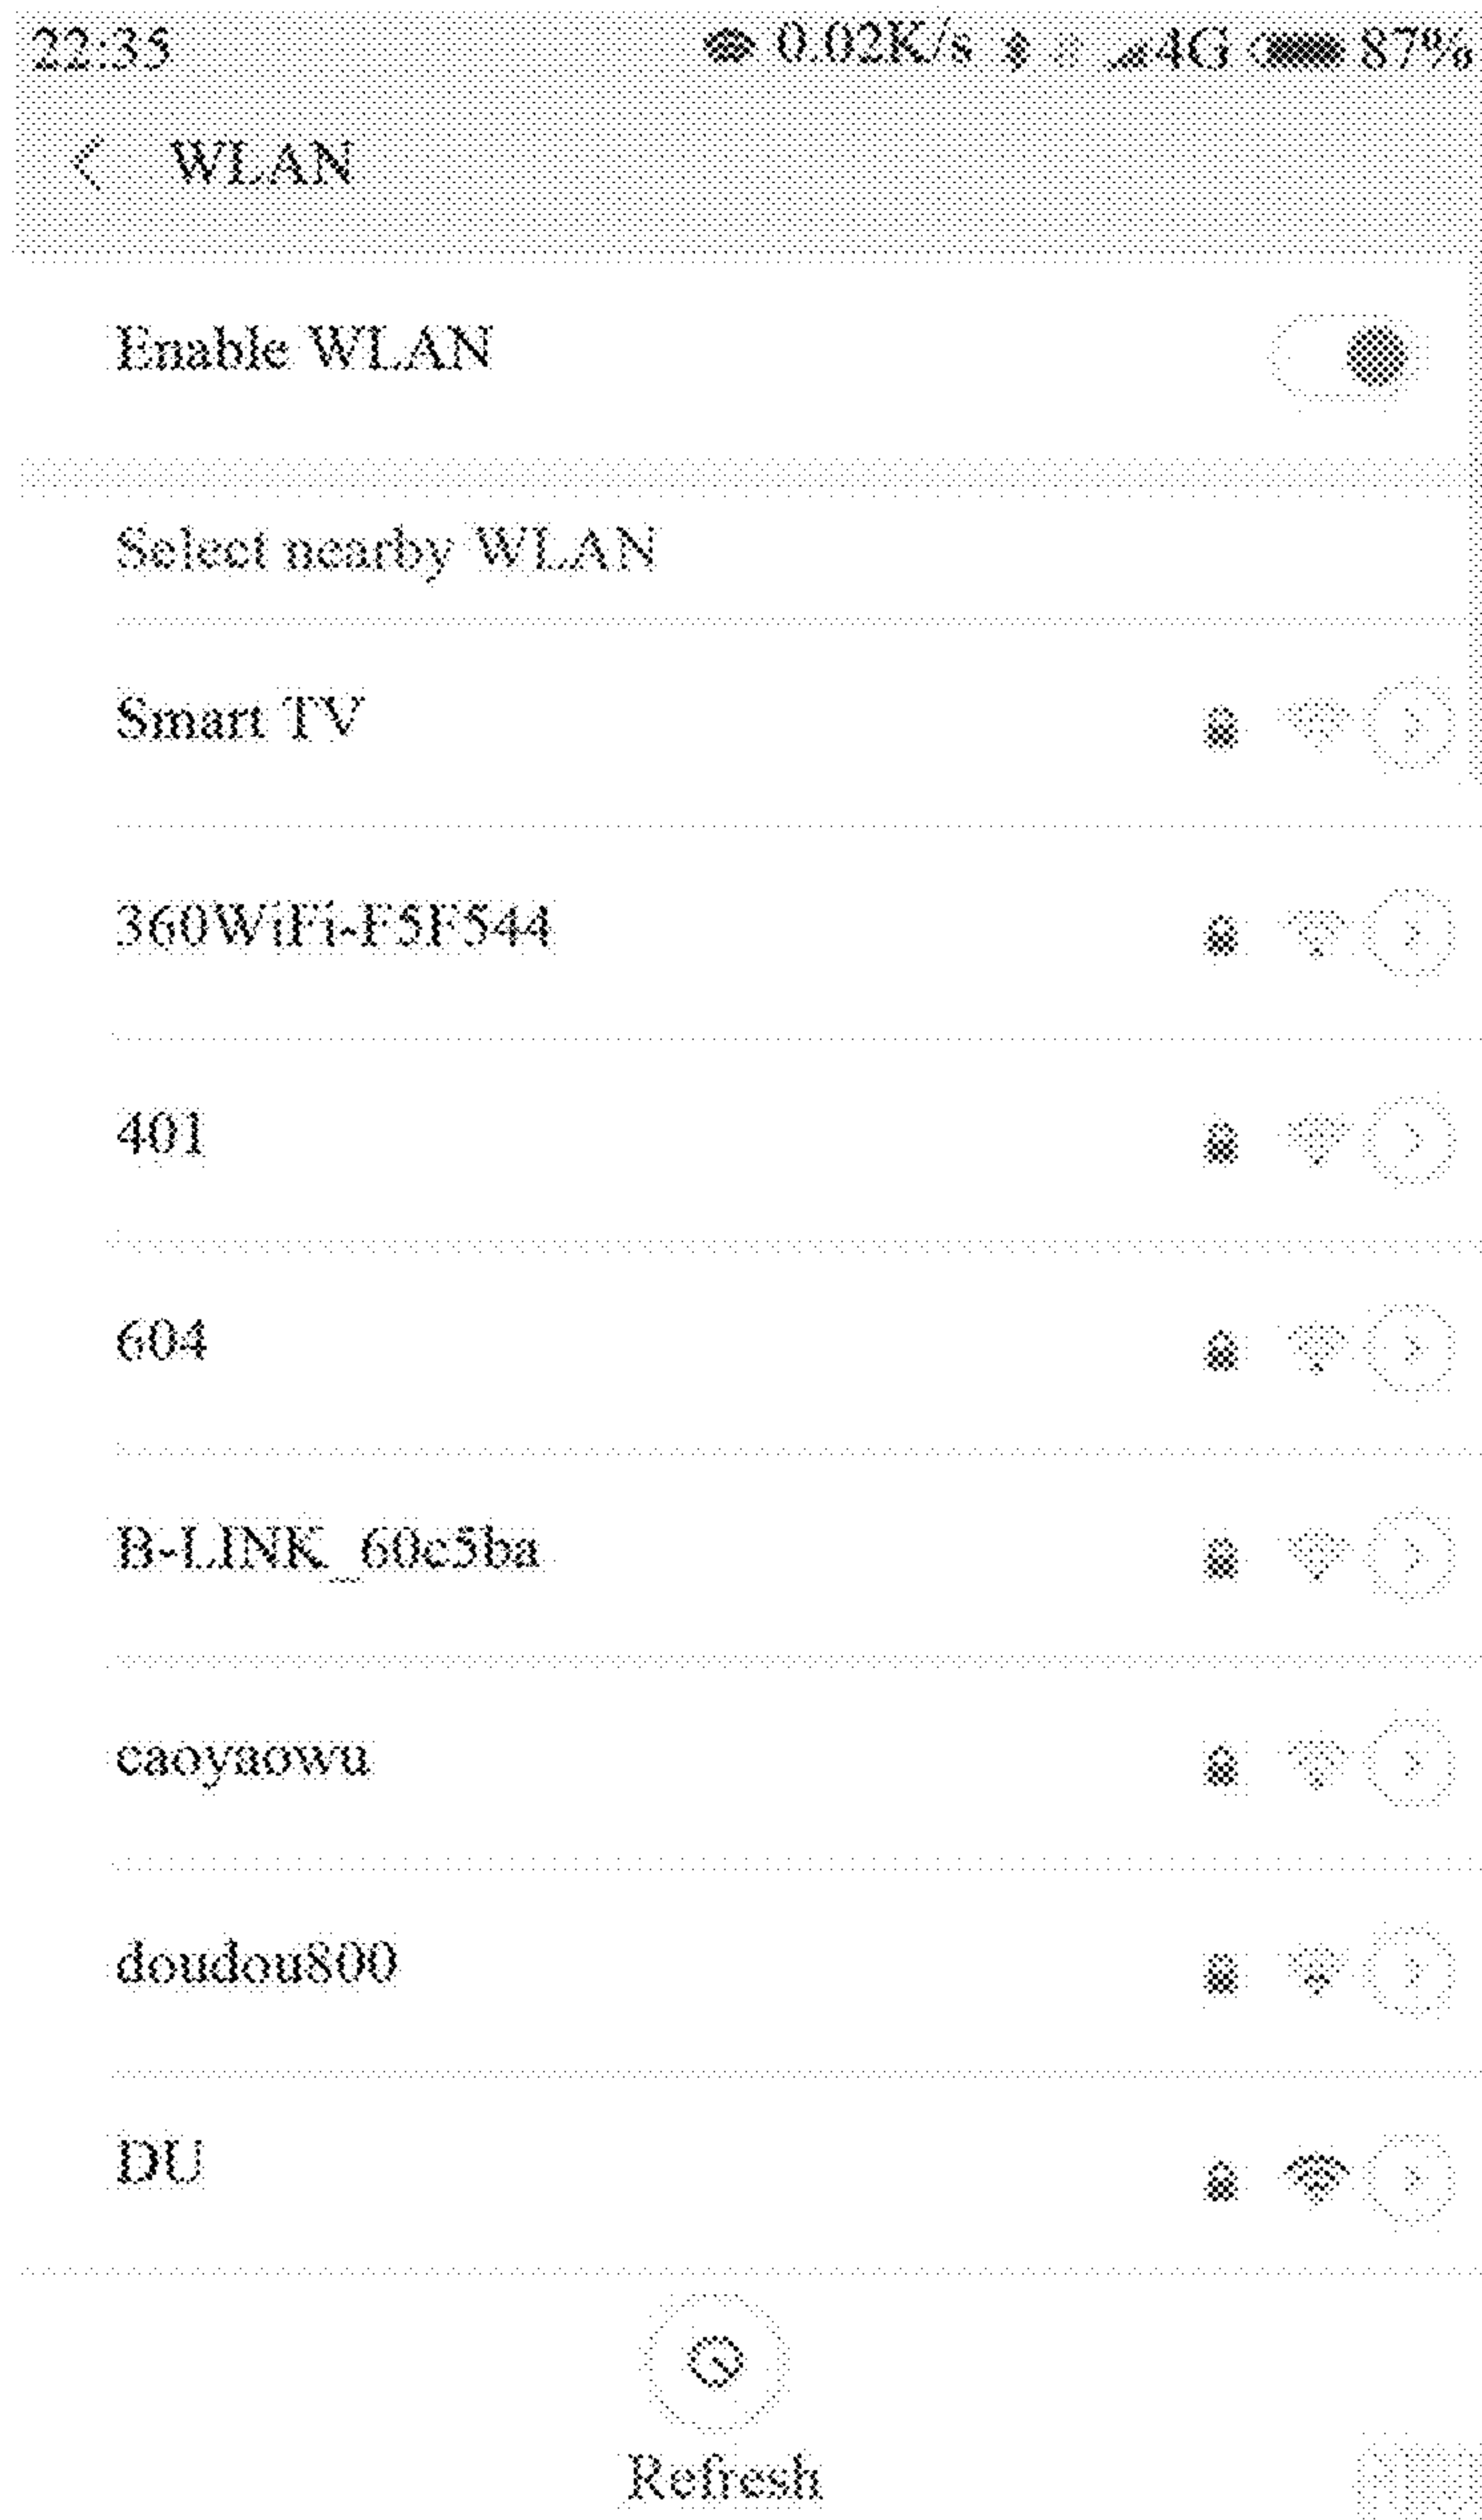 22:35 0.02K/s 4G 87%
WLAN
Enable WLAN
Select nearby WLAN
Smart TV
360WiFi-F5F544
401
604
B-LINK_60c5ba
caoyaowu
doudou800
DU
Refresh